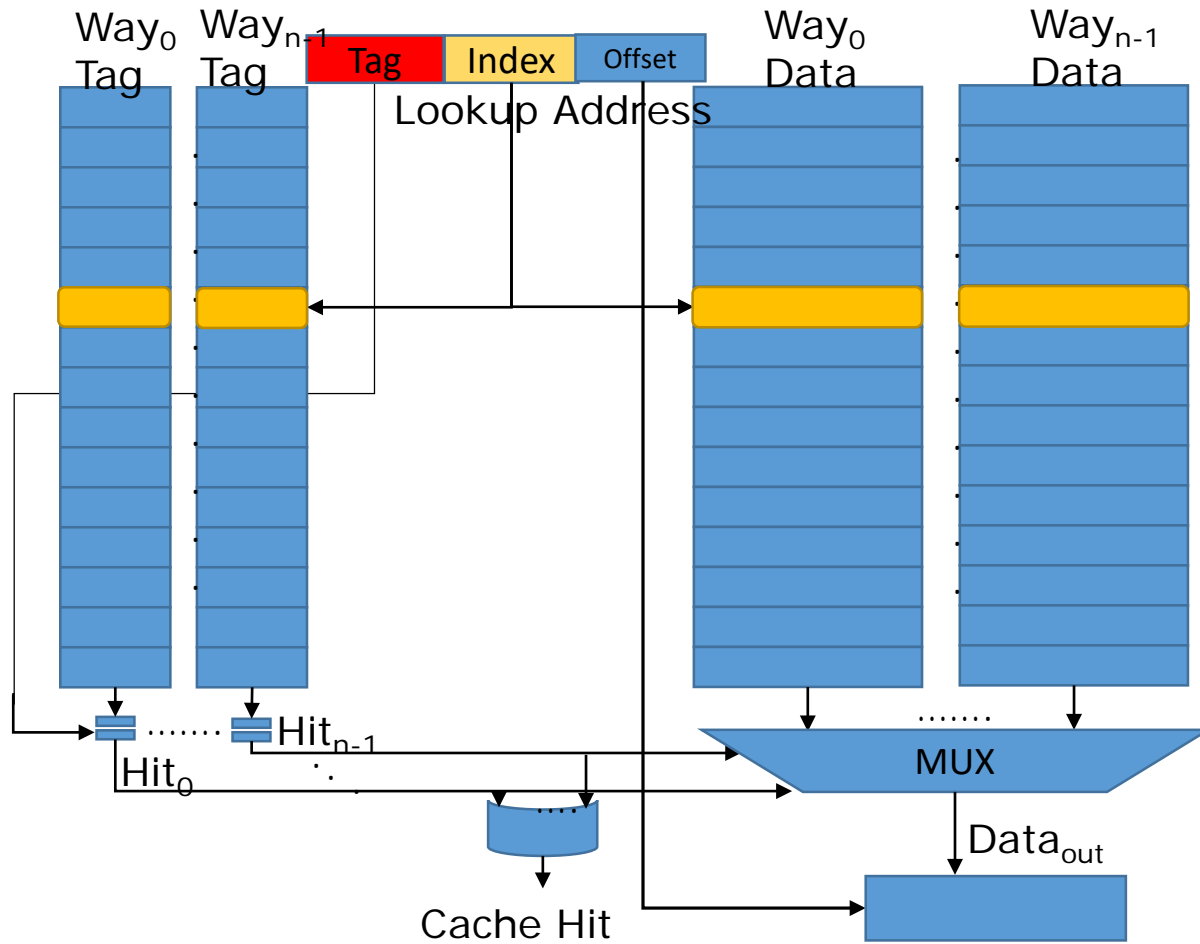 Way₀
Tag
Wayₙ₋₁
Tag
Tag
Index
Offset
Lookup Address
Way₀
Data
Wayₙ₋₁
Data
.......
Hitₙ₋₁
Hit₀
....
Cache Hit
.......
MUX
Dataₒᵤₜ